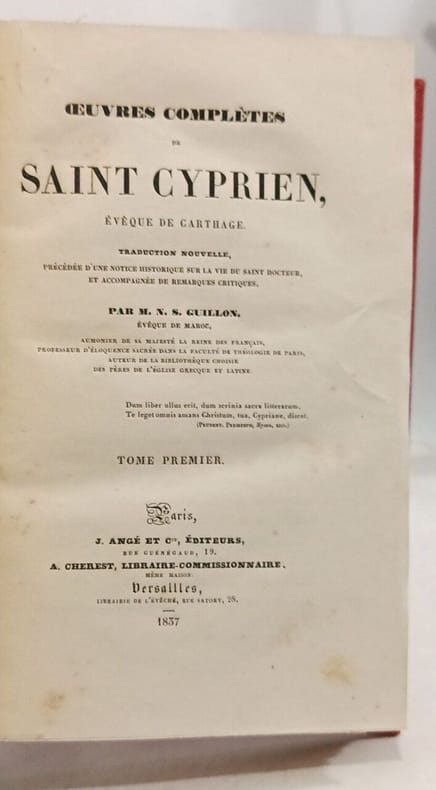 ŒUVRES COMPLÈTES
DE
SAINT CYPRIEN,
ÉVÊQUE DE CARTHAGE.
TRADUCTION NOUVELLE,
PRÉCÉDÉE D'UNE NOTICE HISTORIQUE SUR LA VIE DU SAINT DOCTEUR,
ET ACCOMPAGNÉE DE REMARQUES CRITIQUES,
PAR M. N. S. GUILLON,
ÉVÊQUE DE MAROC,
AUMONIER DE SA MAJESTÉ LA REINE DES FRANÇAIS,
PROFESSEUR D'ÉLOQUENCE SACRÉE DANS LA FACULTÉ DE THÉOLOGIE DE PARIS,
AUTEUR DE LA BIBLIOTHÈQUE CHOISIE
DES PÈRES DE L'ÉGLISE GRECQUE ET LATINE.
Dum liber ullus erit, dum scrinia sacra litterarum,
Te leget omnis amans Christum, tua, Cypriane, discet.
(PRUDENT. PERISTEPH, Hymn, XIII.)
TOME PREMIER.
Paris,
J. ANGÉ ET Cie, ÉDITEURS,
RUE GUÉNÉGAUD, 19.
A. CHEREST, LIBRAIRE-COMMISSIONNAIRE,
MÊME MAISON.
Versailles,
LIBRAIRIE DE L'ÉVÊCHÉ, RUE SATORY, 28.
1837